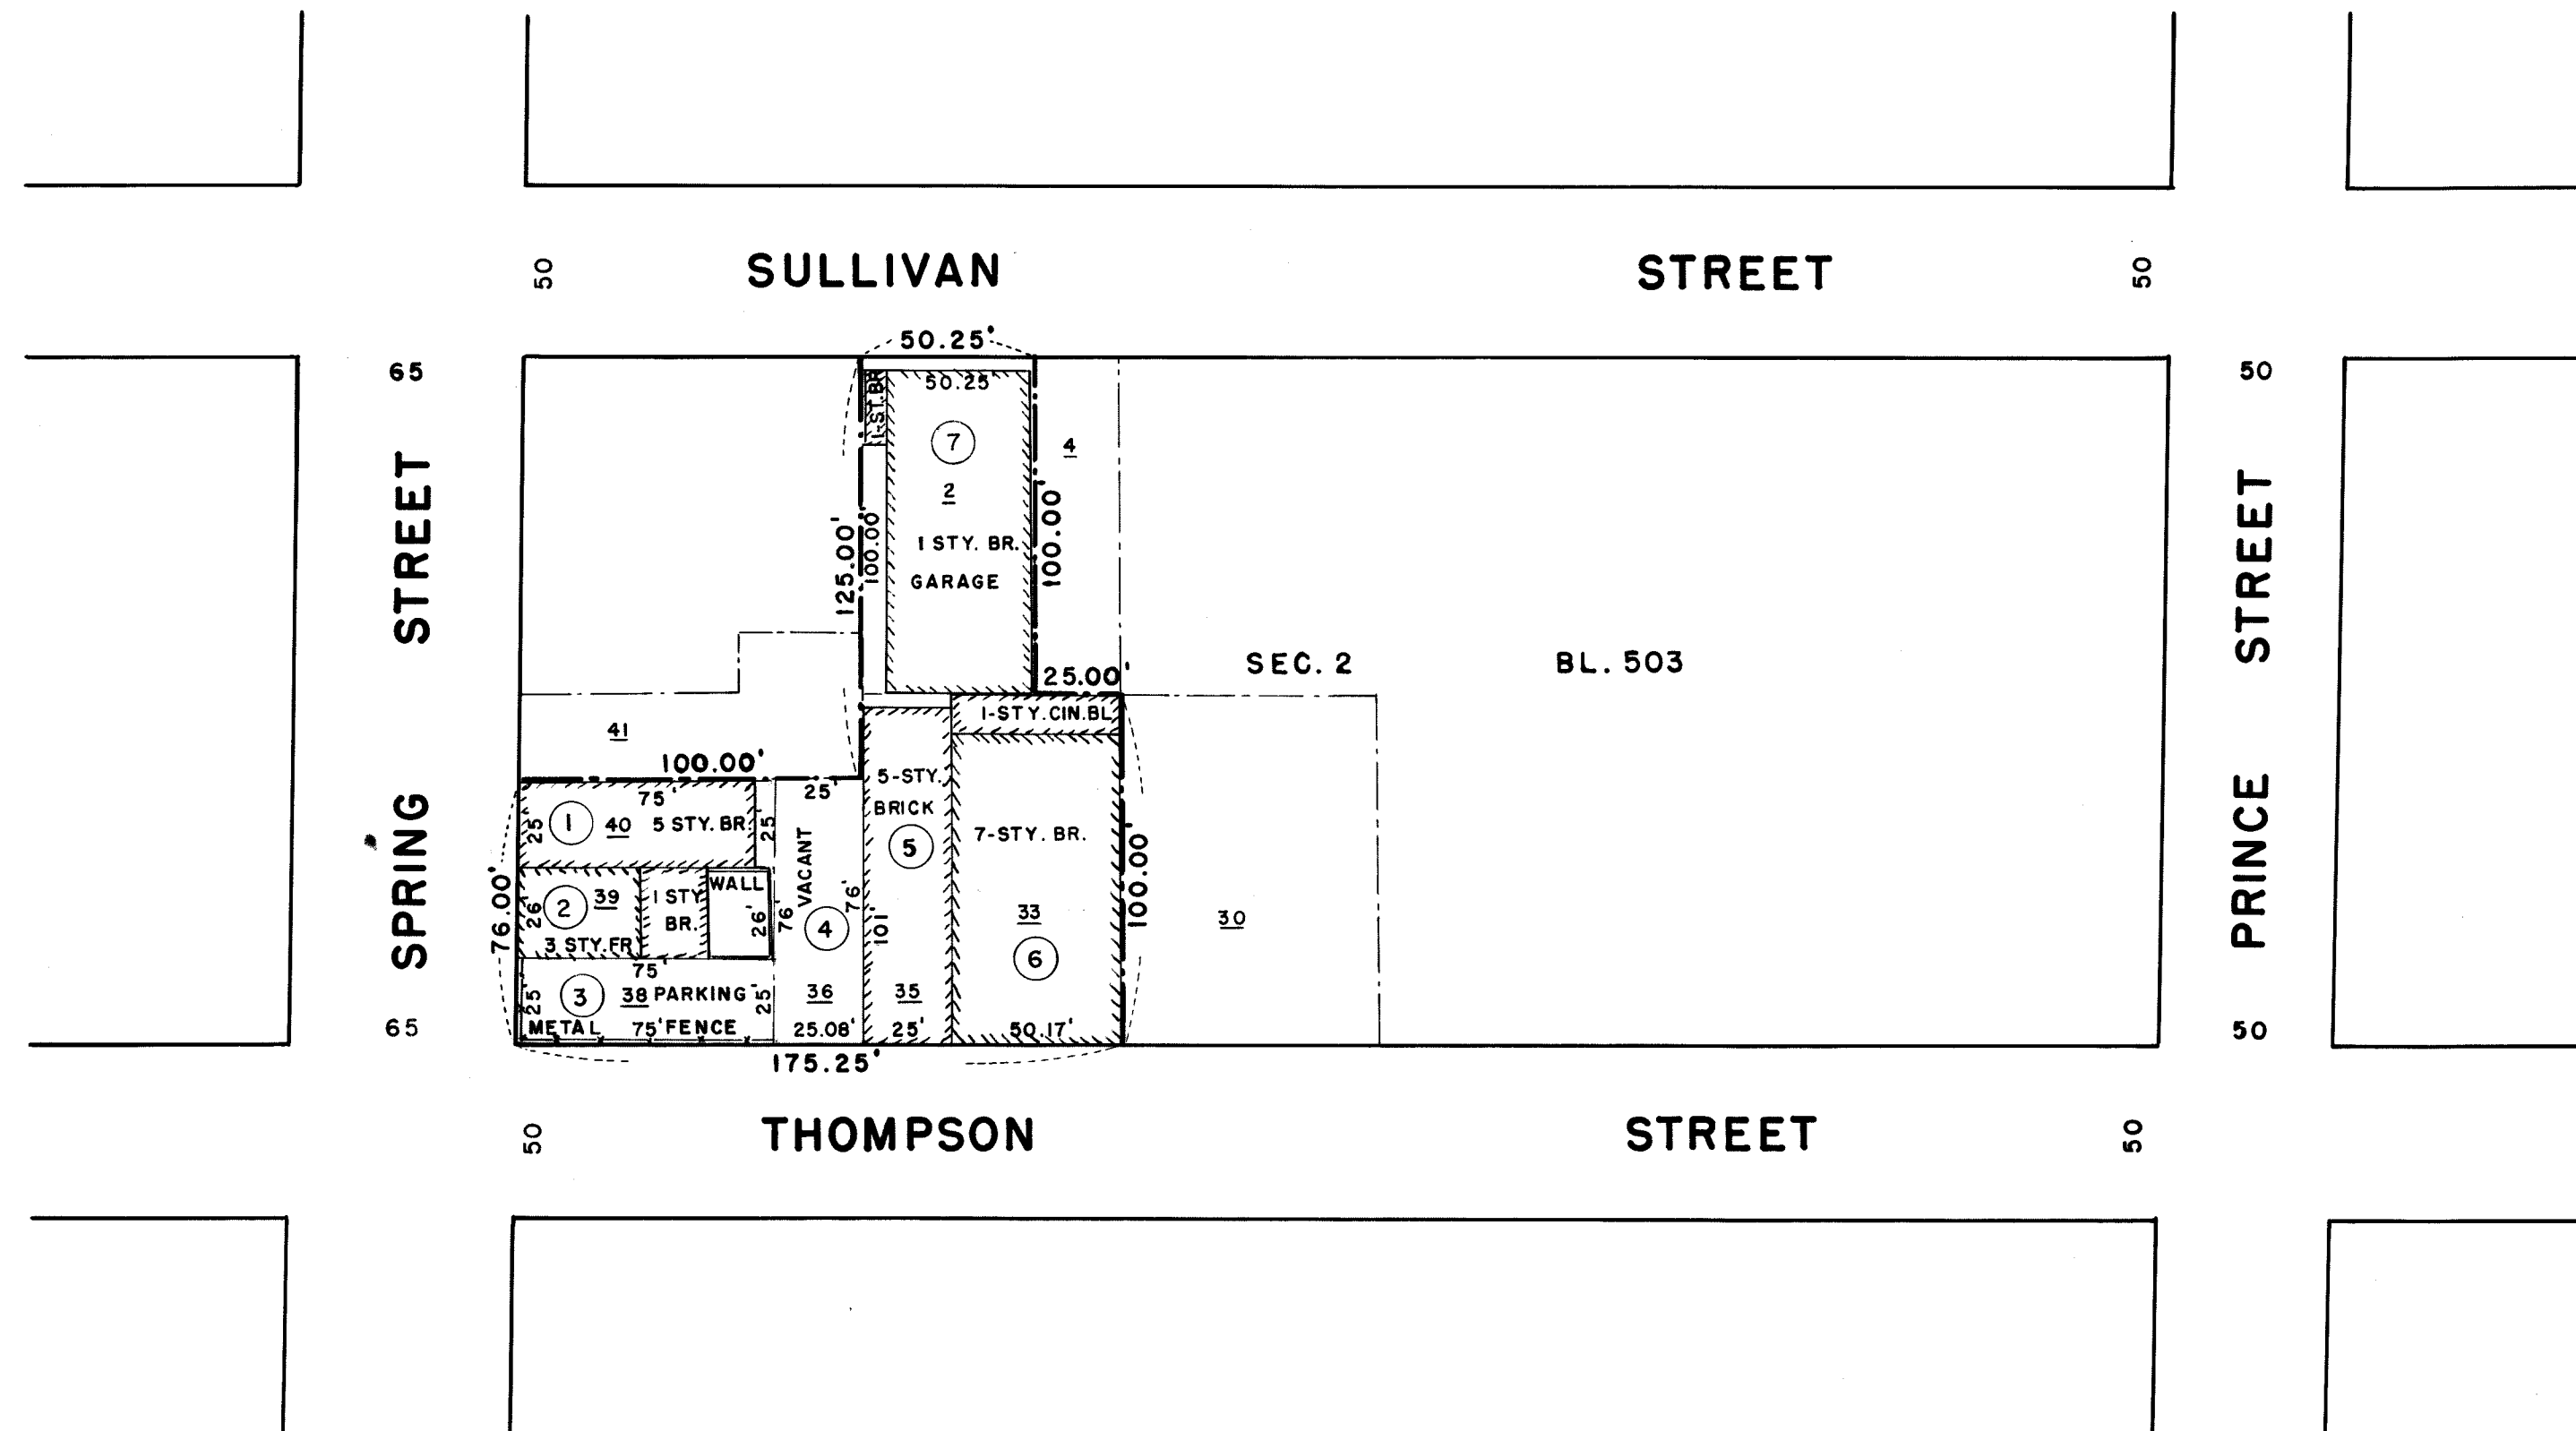 SULLIVAN STREET
50
50
50.25'
65
50
50.25'
1-ST.BR
7
4
2
125.00'
100.00'
1 STY. BR.
GARAGE
100.00'
SPRING STREET
PRINCE STREET
25.00'
SEC. 2
BL. 503
1-STY.CIN.BL.
41
100.00'
75'
25'
5-STY.
BRICK
5
25
1
40
5 STY. BR.
25'
VACANT
7-STY. BR.
100.00'
76.00'
26'
2
39
3 STY.FR.
1 STY
BR.
WALL
26'
76'
4
76'
101'
33
6
30
75'
25'
3
38 PARKING
25'
36
35
METAL 75' FENCE
25.08'
25'
50.17'
65
50
175.25'
THOMPSON STREET
50
50